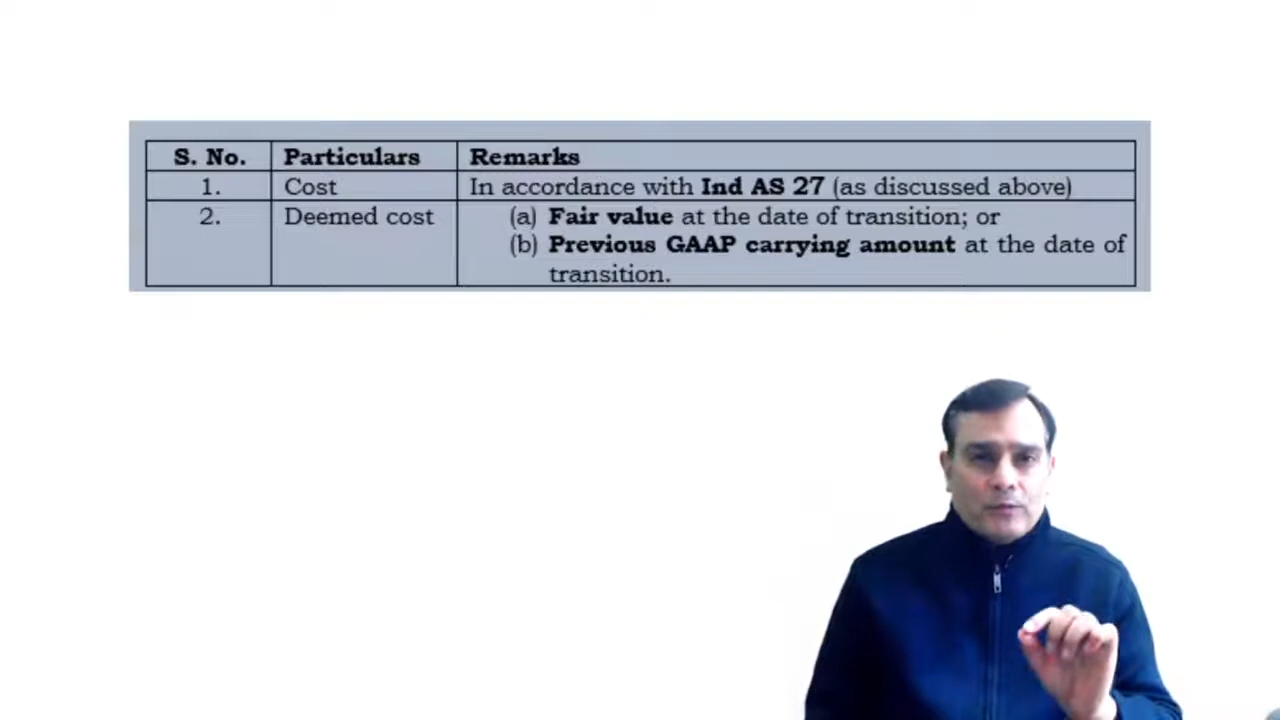 S. No. Particulars Remarks
1. Cost In accordance with Ind AS 27 (as discussed above)
2. Deemed cost (a) Fair value at the date of transition; or
(b) Previous GAAP carrying amount at the date of
transition.